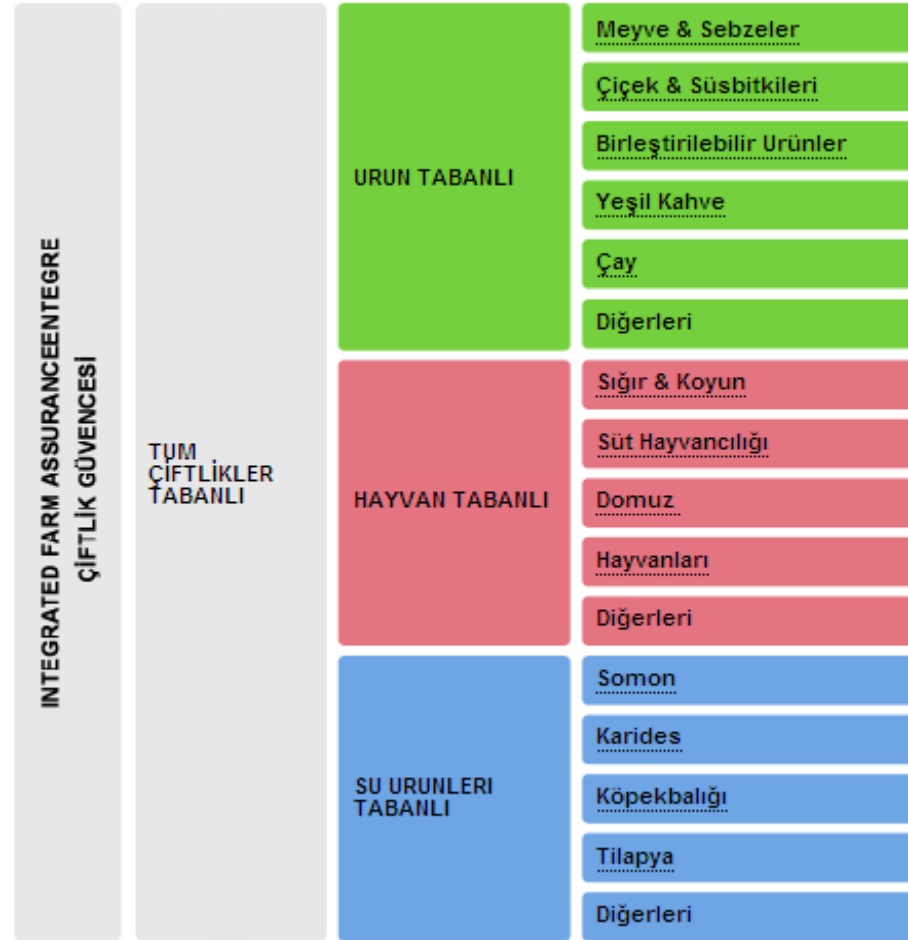 INTEGRATED FARM ASSURANCEENTEGRE
ÇİFTLİK GÜVENCESİ
TUM
ÇİFTLİKLER
TABANLI
URUN TABANLI
Meyve & Sebzeler
Çiçek & Süsbitkileri
Birleştirilebilir Urünler
Yeşil Kahve
Çay
Diğerleri
HAYVAN TABANLI
Sığır & Koyun
Süt Hayvancılığı
Domuz
Hayvanları
Diğerleri
SU URUNLERI
TABANLI
Somon
Karides
Köpekbalığı
Tilapya
Diğerleri